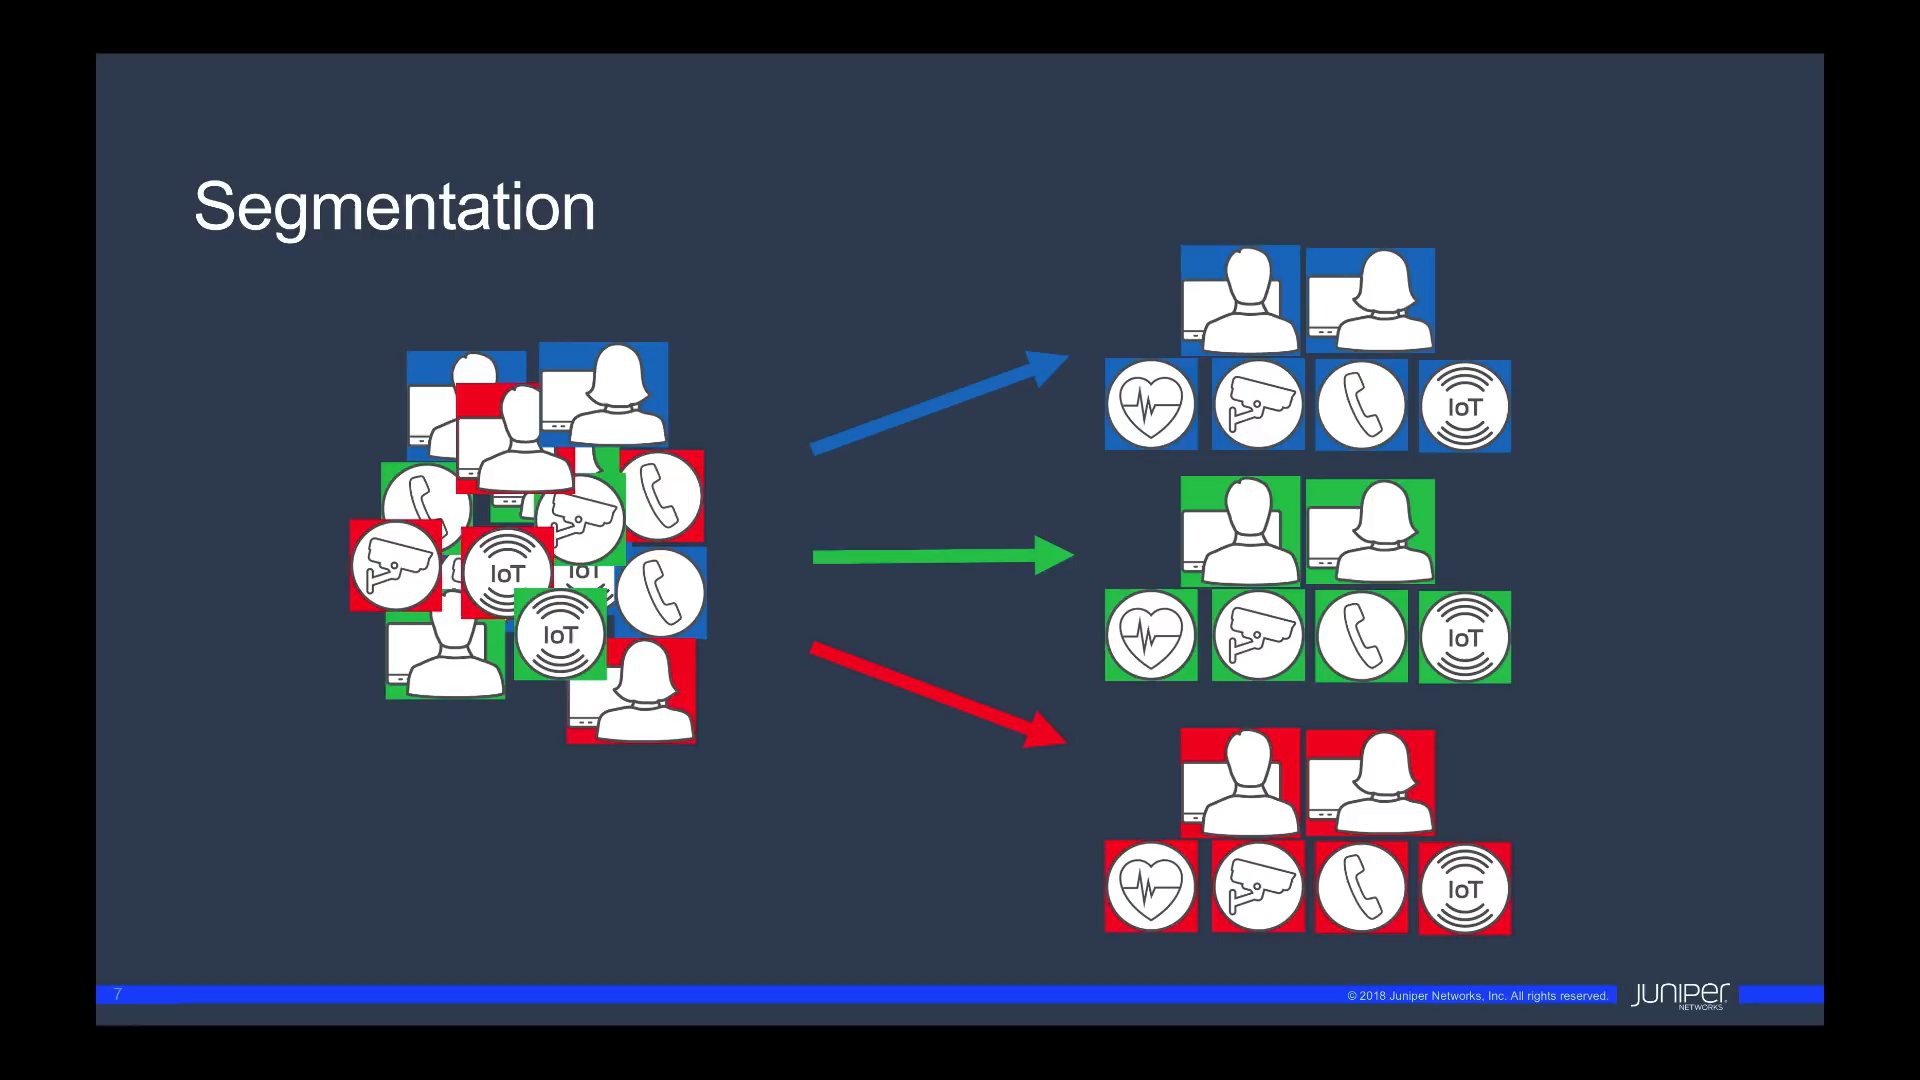 Segmentation
IoT
IoT
IoT
IoT
IoT
IoT
7
© 2018 Juniper Networks, Inc. All rights reserved.
JUNIPER
NETWORKS